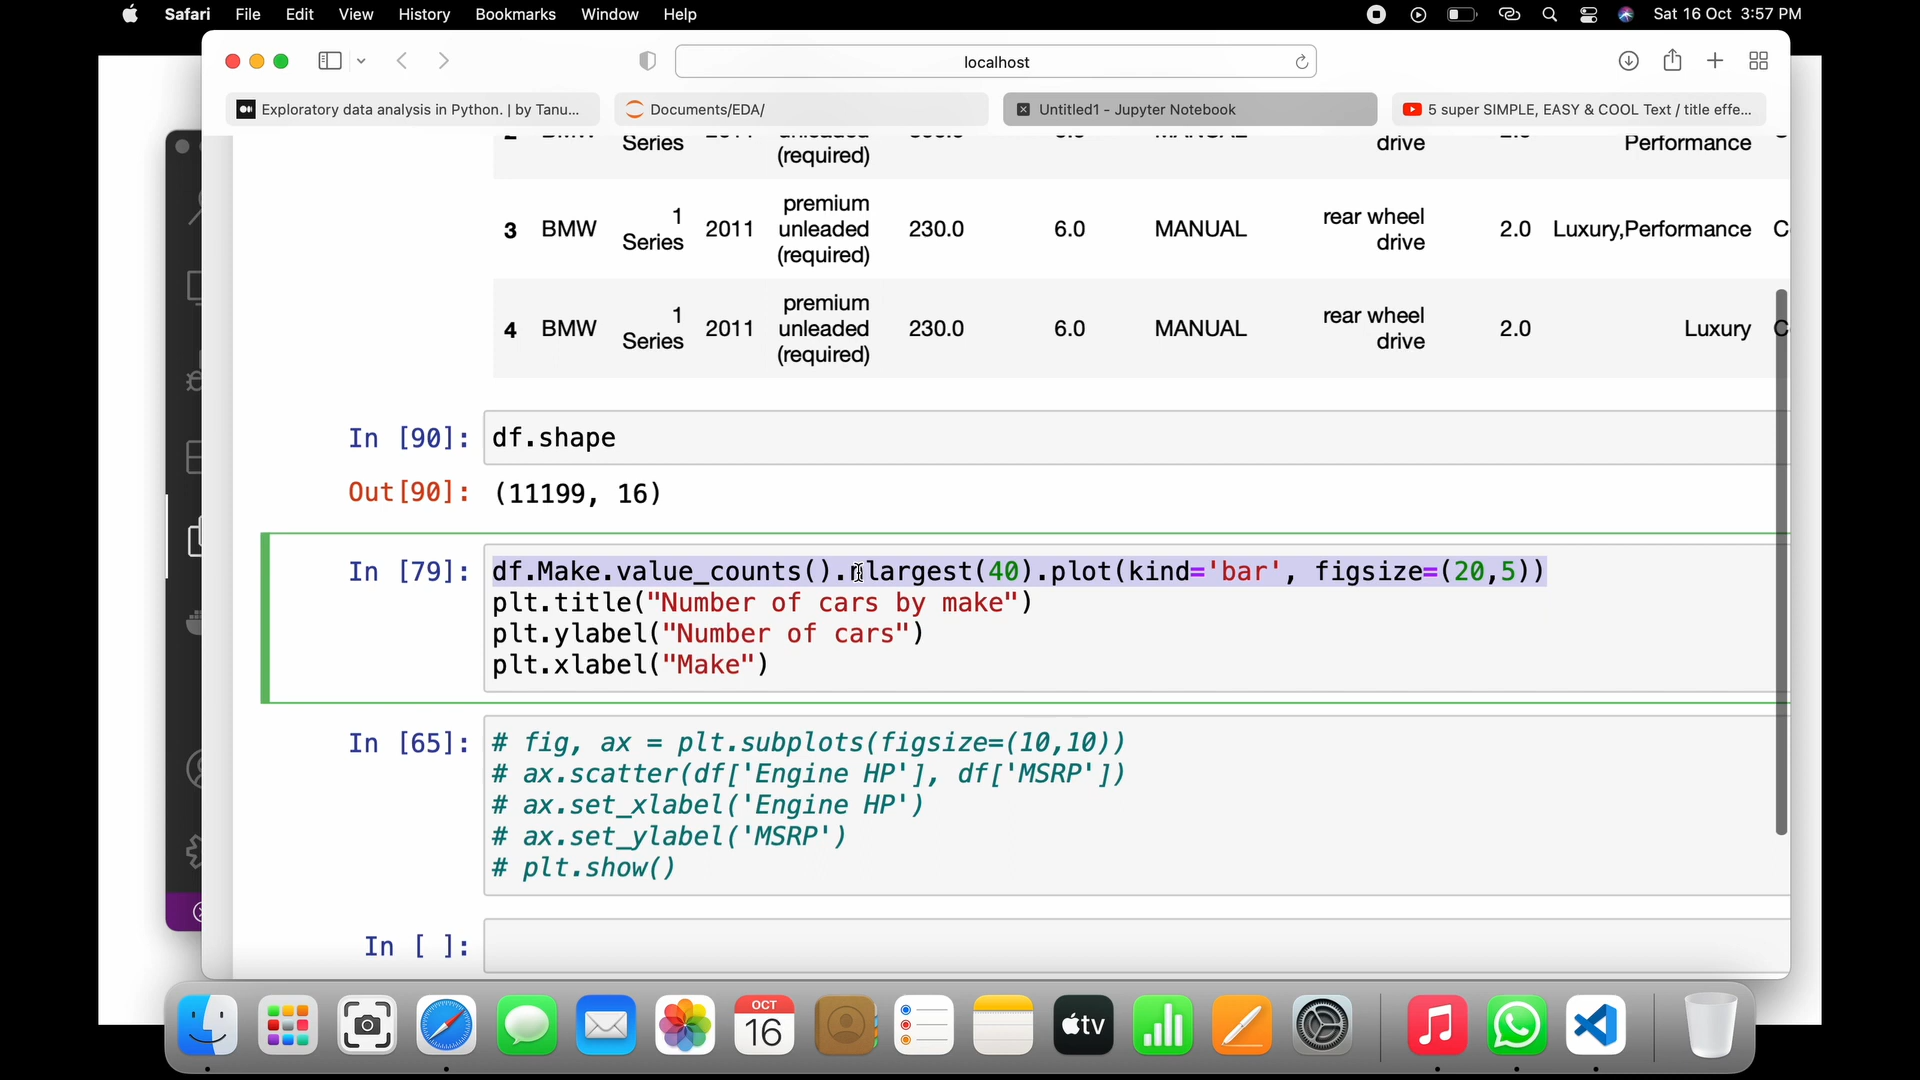 Safari File Edit View History Bookmarks Window Help Sat 16 Oct 3:57 PM
localhost
Exploratory data analysis in Python. | by Tanu... Documents/EDA/ Untitled1 - Jupyter Notebook 5 super SIMPLE, EASY & COOL Text / title effe...
Series drive Performance
(required)
premium
1 rear wheel
3 BMW unleaded 2011 230.0 6.0 MANUAL 2.0 Luxury,Performance C
Series drive
(required)
premium
1 rear wheel
4 BMW unleaded 2011 230.0 6.0 MANUAL 2.0 Luxury C
Series drive
(required)
In [90]: df.shape
Out[90]: (11199, 16)
In [79]: df.Make.value_counts().nlargest(40).plot(kind='bar', figsize=(20,5))
plt.title("Number of cars by make")
plt.ylabel("Number of cars")
plt.xlabel("Make")
In [65]: # fig, ax = plt.subplots(figsize=(10,10))
# ax.scatter(df['Engine HP'], df['MSRP'])
# ax.set_xlabel('Engine HP')
# ax.set_ylabel('MSRP')
# plt.show()
In [ ]:
OCT
16
tv